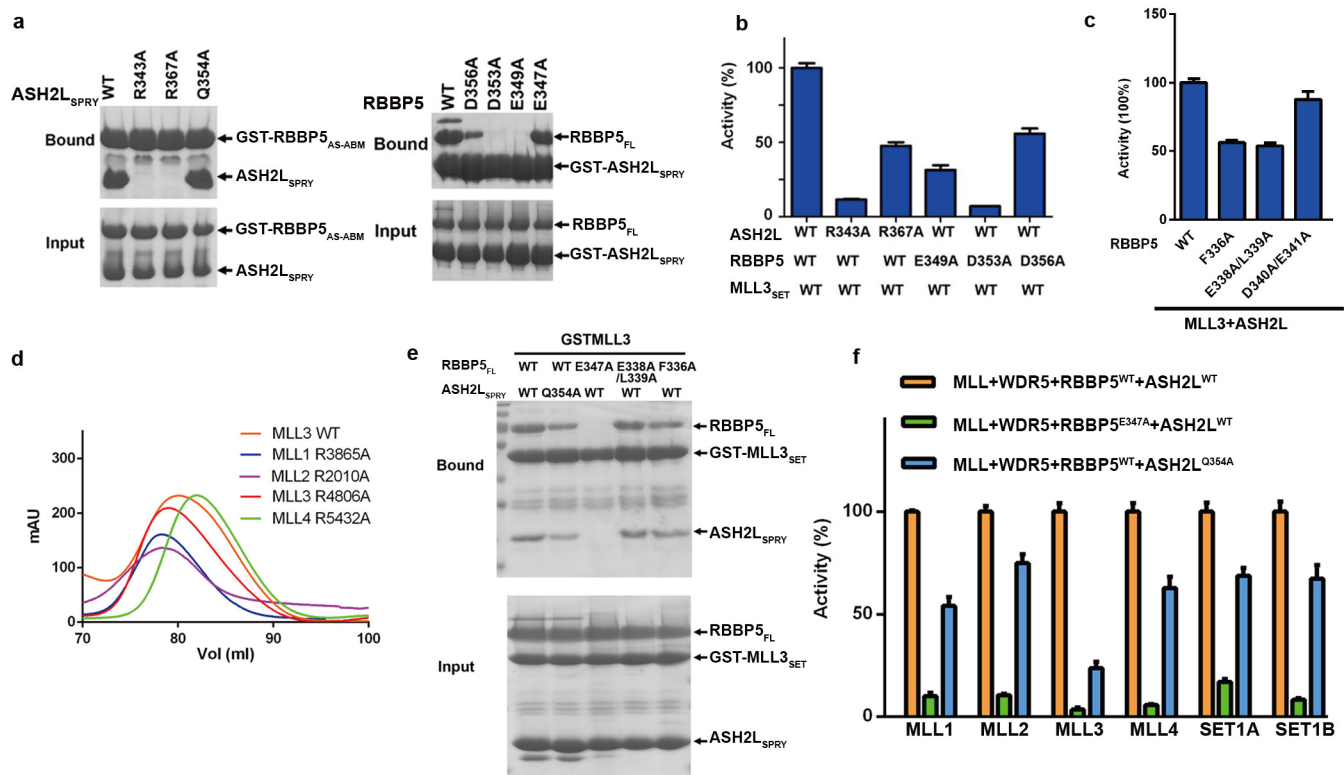 a
WT R343A R367A Q354A
ASH2LSPRY
Bound
GST-RBBP5AS-ABM
ASH2LSPRY
Input
GST-RBBP5AS-ABM
ASH2LSPRY
WT D356A D353A E349A E347A
RBBP5
Bound
RBBP5FL
GST-ASH2LSPRY
Input
RBBP5FL
GST-ASH2LSPRY
b
Activity (%)
100
50
0
ASH2L WT R343A R367A WT WT WT
RBBP5 WT WT WT E349A D353A D356A
MLL3SET WT WT WT WT WT WT
c
Activity (100%)
150
100
50
0
RBBP5 WT F336A E338A/L339A D340A/E341A
MLL3+ASH2L
d
mAU
300
200
100
0
70 80 90 100
Vol (ml)
MLL3 WT
MLL1 R3865A
MLL2 R2010A
MLL3 R4806A
MLL4 R5432A
e
GSTMLL3
RBBP5FL WT WT E347A E338A/L339A F336A
ASH2LSPRY WT Q354A WT WT WT
Bound
RBBP5FL
GST-MLL3SET
ASH2LSPRY
Input
RBBP5FL
GST-MLL3SET
ASH2LSPRY
f
MLL+WDR5+RBBP5WT+ASH2LWT
MLL+WDR5+RBBP5E347A+ASH2LWT
MLL+WDR5+RBBP5WT+ASH2LQ354A
Activity (%)
100
50
0
MLL1 MLL2 MLL3 MLL4 SET1A SET1B